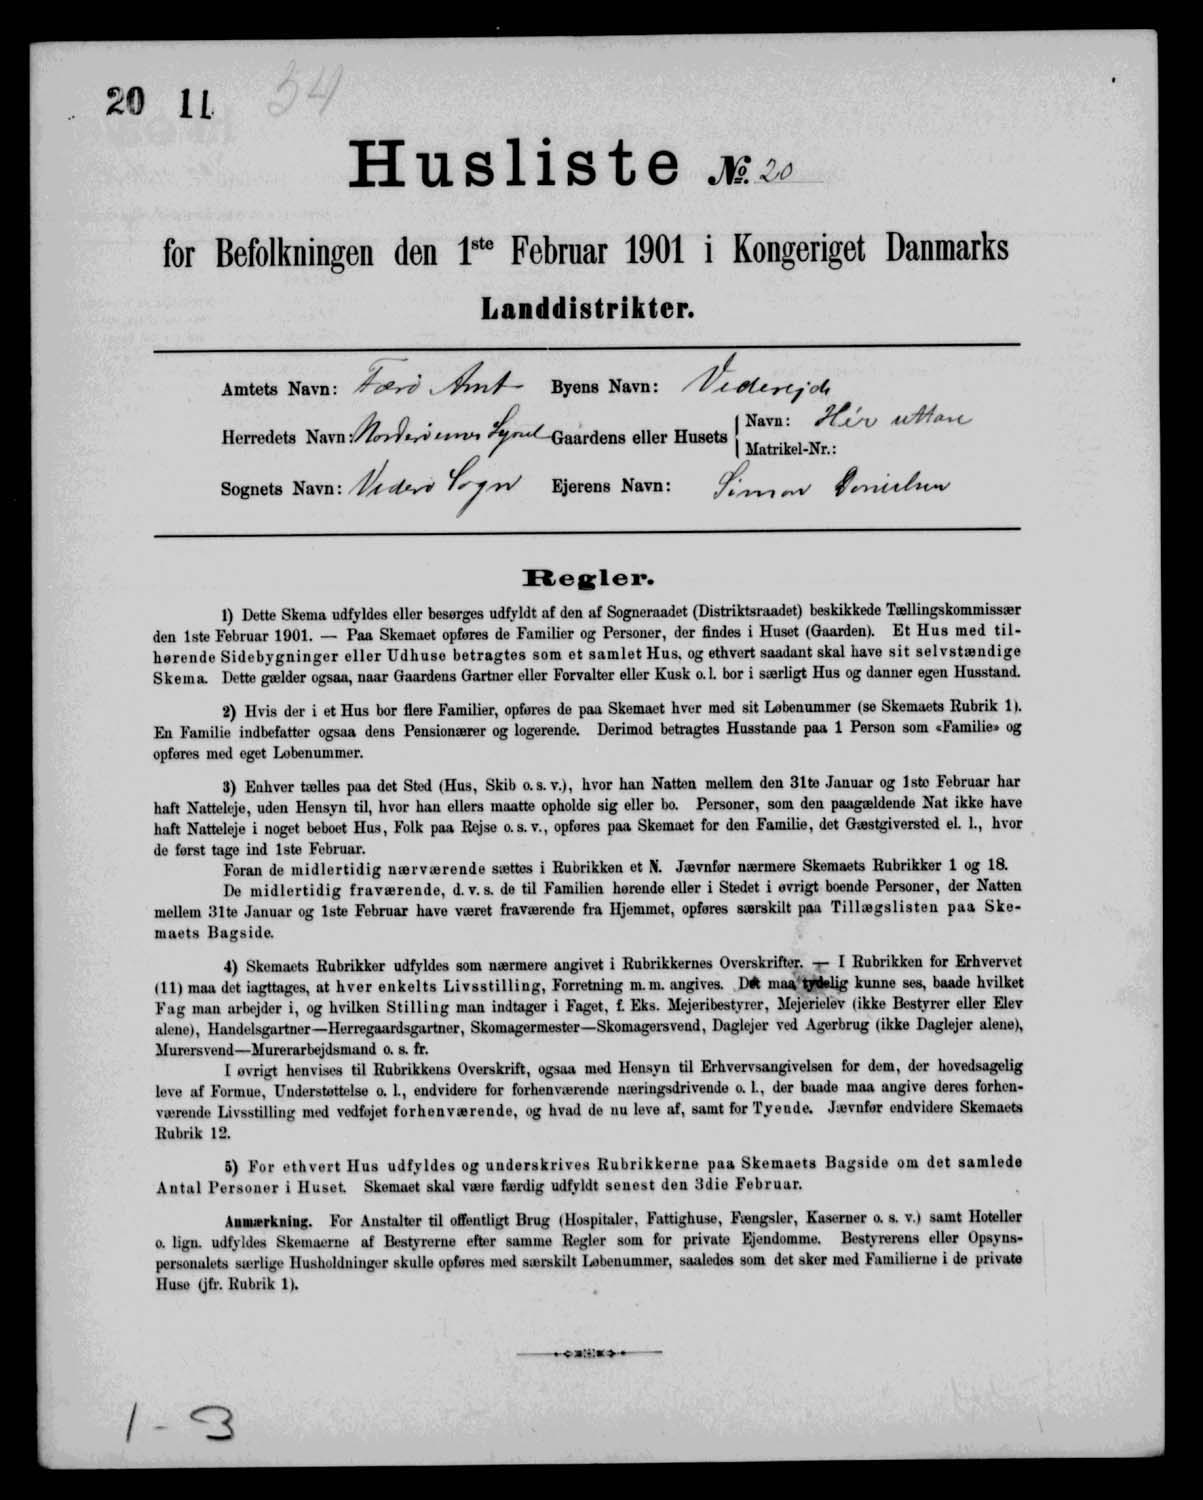 20 11
34
Husliste №. 20
for Befolkningen den 1ste Februar 1901 i Kongeriget Danmarks
Landdistrikter.
Amtets Navn: Færø Amt Byens Navn: Viderejde
Herredets Navn: Norderøernes Syssel Gaardens eller Husets Navn: Hér uttan
Matrikel-Nr.:
Sognets Navn: Viderø Sogn Ejerens Navn: Simon Danielsen
Regler.
1) Dette Skema udfyldes eller besørges udfyldt af den af Sogneraadet (Distriktsraadet) beskikkede Tællingskommissær
den 1ste Februar 1901. — Paa Skemaet opføres de Familier og Personer, der findes i Huset (Gaarden). Et Hus med til-
hørende Sidebygninger eller Udhuse betragtes som et samlet Hus, og ethvert saadant skal have sit selvstændige
Skema. Dette gælder ogsaa, naar Gaardens Gartner eller Forvalter eller Kusk o. l. bor i særligt Hus og danner egen Husstand.
2) Hvis der i et Hus bor flere Familier, opføres de paa Skemaet hver med sit Løbenummer (se Skemaets Rubrik 1).
En Familie indbefatter ogsaa dens Pensionærer og logerende. Derimod betragtes Husstande paa 1 Person som «Familie» og
opføres med eget Løbenummer.
3) Enhver tælles paa det Sted (Hus, Skib o. s. v.), hvor han Natten mellem den 31te Januar og 1ste Februar har
haft Natteleje, uden Hensyn til, hvor han ellers maatte opholde sig eller bo. Personer, som den paagældende Nat ikke have
haft Natteleje i noget beboet Hus, Folk paa Rejse o. s. v., opføres paa Skemaet for den Familie, det Gæstgiversted el. l., hvor
de først tage ind 1ste Februar.
Foran de midlertidig nærværende sættes i Rubrikken et N. Jævnfør nærmere Skemaets Rubrikker 1 og 18.
De midlertidig fraværende, d. v. s. de til Familien hørende eller i Stedet i øvrigt boende Personer, der Natten
mellem 31te Januar og 1ste Februar have været fraværende fra Hjemmet, opføres særskilt paa Tillægslisten paa Ske-
maets Bagside.
4) Skemaets Rubrikker udfyldes som nærmere angivet i Rubrikkernes Overskrifter. — I Rubrikken for Erhvervet
(11) maa det iagttages, at hver enkelts Livsstilling, Forretning m. m. angives. Det maa tydelig kunne ses, baade hvilket
Fag man arbejder i, og hvilken Stilling man indtager i Faget, f. Eks. Mejeribestyrer, Mejerielev (ikke Bestyrer eller Elev
alene), Handelsgartner—Herregaardsgartner, Skomagermester—Skomagersvend, Daglejer ved Agerbrug (ikke Daglejer alene),
Murersvend—Murerarbejdsmand o. s. fr.
I øvrigt henvises til Rubrikkens Overskrift, ogsaa med Hensyn til Erhvervsangivelsen for dem, der hovedsagelig
leve af Formue, Understøttelse o. l., endvidere for forhenværende næringsdrivende o. l., der baade maa angive deres forhen-
værende Livsstilling med vedføjet forhenværende, og hvad de nu leve af, samt for Tyende. Jævnfør endvidere Skemaets
Rubrik 12.
5) For ethvert Hus udfyldes og underskrives Rubrikkerne paa Skemaets Bagside om det samlede
Antal Personer i Huset. Skemaet skal være færdig udfyldt senest den 3die Februar.
Anmærkning. For Anstalter til offentligt Brug (Hospitaler, Fattighuse, Fængsler, Kaserner o. s. v.) samt Hoteller
o. lign. udfyldes Skemaerne af Bestyrerne efter samme Regler som for private Ejendomme. Bestyrerens eller Opsyns-
personalets særlige Husholdninger skulle opføres med særskilt Løbenummer, saaledes som det sker med Familierne i de private
Huse (jfr. Rubrik 1).
1 - 3